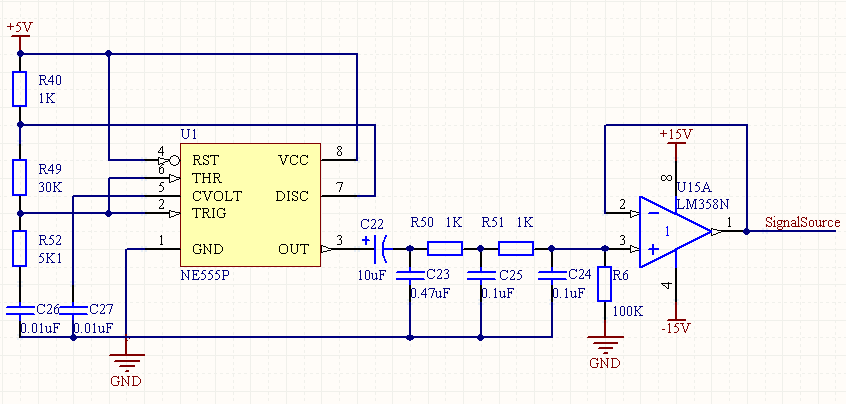 +5V
R40
1K
U1
4
RST
VCC
8
6
THR
R49
30K
5
CVOLT
DISC
7
2
TRIG
R52
5K1
1
GND
OUT
3
NE555P
C22
+
10uF
R50 1K
R51 1K
C23
0.47uF
C25
0.1uF
C24
0.1uF
R6
100K
C26
0.01uF
C27
0.01uF
GND
GND
+15V
8
U15A
LM358N
2
−
1
1
SignalSource
3
+
4
-15V